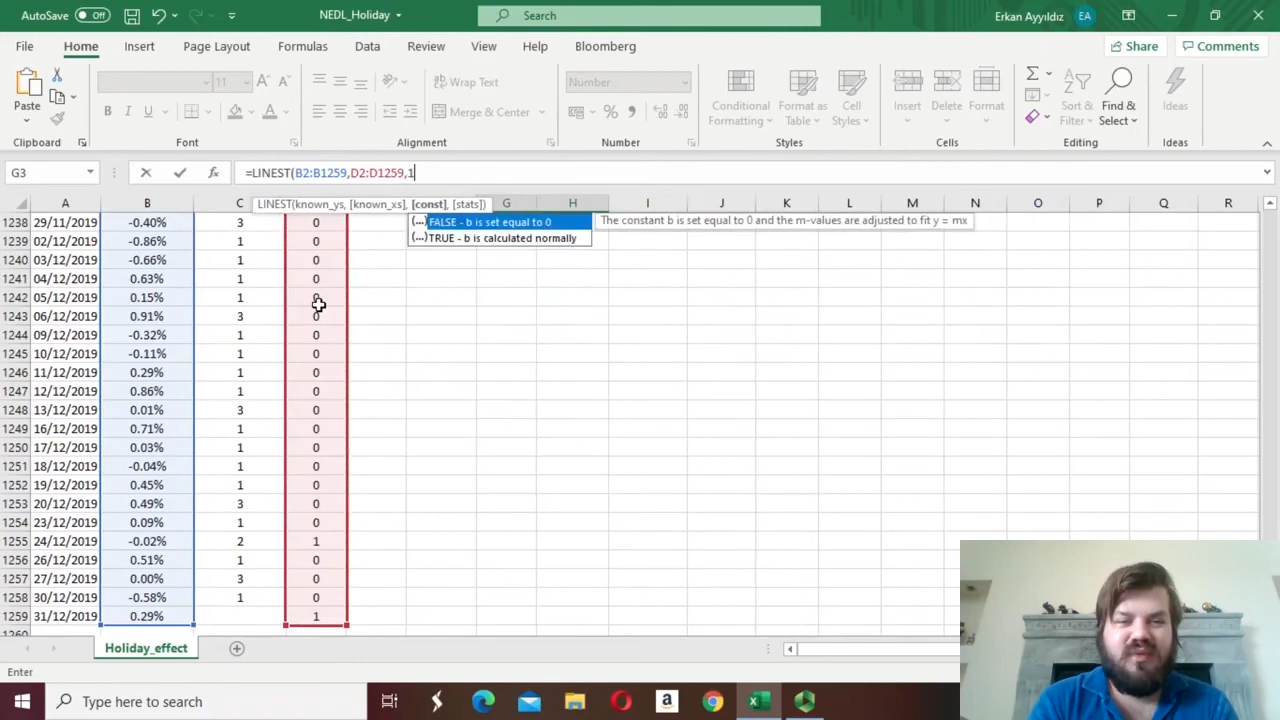 AutoSave Off NEDL_Holiday Search Erkan Ayyıldız EA
File Home Insert Page Layout Formulas Data Review View Help Bloomberg Share Comments
Paste 11 A A Wrap Text Number Conditional Format as Cell Insert Delete Format Sort & Find & Ideas
B I U Merge & Center % Formatting Table Styles Filter Select
Clipboard Font Alignment Number Styles Cells Editing Ideas
G3 fx =LINEST(B2:B1259,D2:D1259,1
LINEST(known_ys, [known_xs], [const], [stats])
A B C G H I J K L M N O P Q R
FALSE - b is set equal to 0 The constant b is set equal to 0 and the m-values are adjusted to fit y = mx
TRUE - b is calculated normally
1238 29/11/2019 -0.40% 3 0
1239 02/12/2019 -0.86% 1 0
1240 03/12/2019 -0.66% 1 0
1241 04/12/2019 0.63% 1 0
1242 05/12/2019 0.15% 1
1243 06/12/2019 0.91% 3 0
1244 09/12/2019 -0.32% 1 0
1245 10/12/2019 -0.11% 1 0
1246 11/12/2019 0.29% 1 0
1247 12/12/2019 0.86% 1 0
1248 13/12/2019 0.01% 3 0
1249 16/12/2019 0.71% 1 0
1250 17/12/2019 0.03% 1 0
1251 18/12/2019 -0.04% 1 0
1252 19/12/2019 0.45% 1 0
1253 20/12/2019 0.49% 3 0
1254 23/12/2019 0.09% 1 0
1255 24/12/2019 -0.02% 2 1
1256 26/12/2019 0.51% 1 0
1257 27/12/2019 0.00% 3 0
1258 30/12/2019 -0.58% 1 0
1259 31/12/2019 0.29% 1
1260
Holiday_effect
Enter
Type here to search